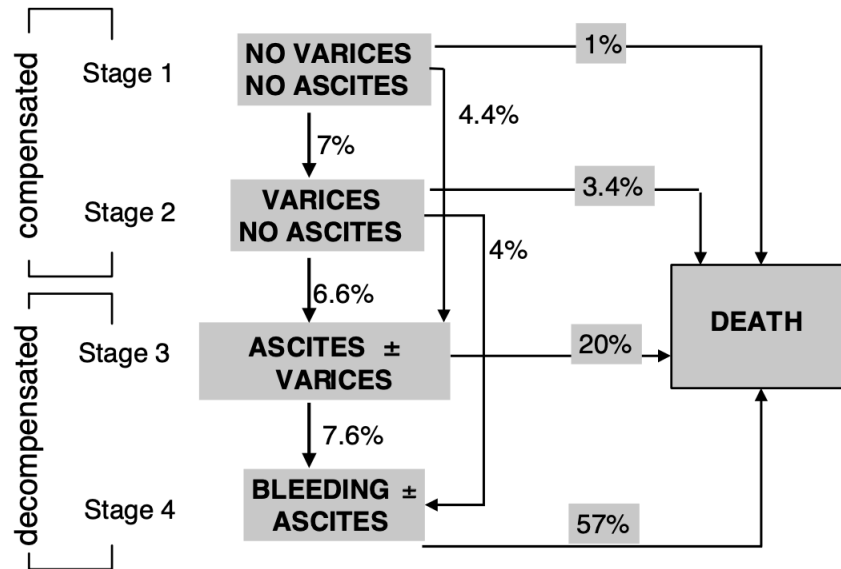 compensated
Stage 1
NO VARICES
NO ASCITES
1%
4.4%
7%
Stage 2
VARICES
NO ASCITES
3.4%
4%
6.6%
decompensated
Stage 3
ASCITES ±
VARICES
20%
DEATH
7.6%
Stage 4
BLEEDING ±
ASCITES
57%